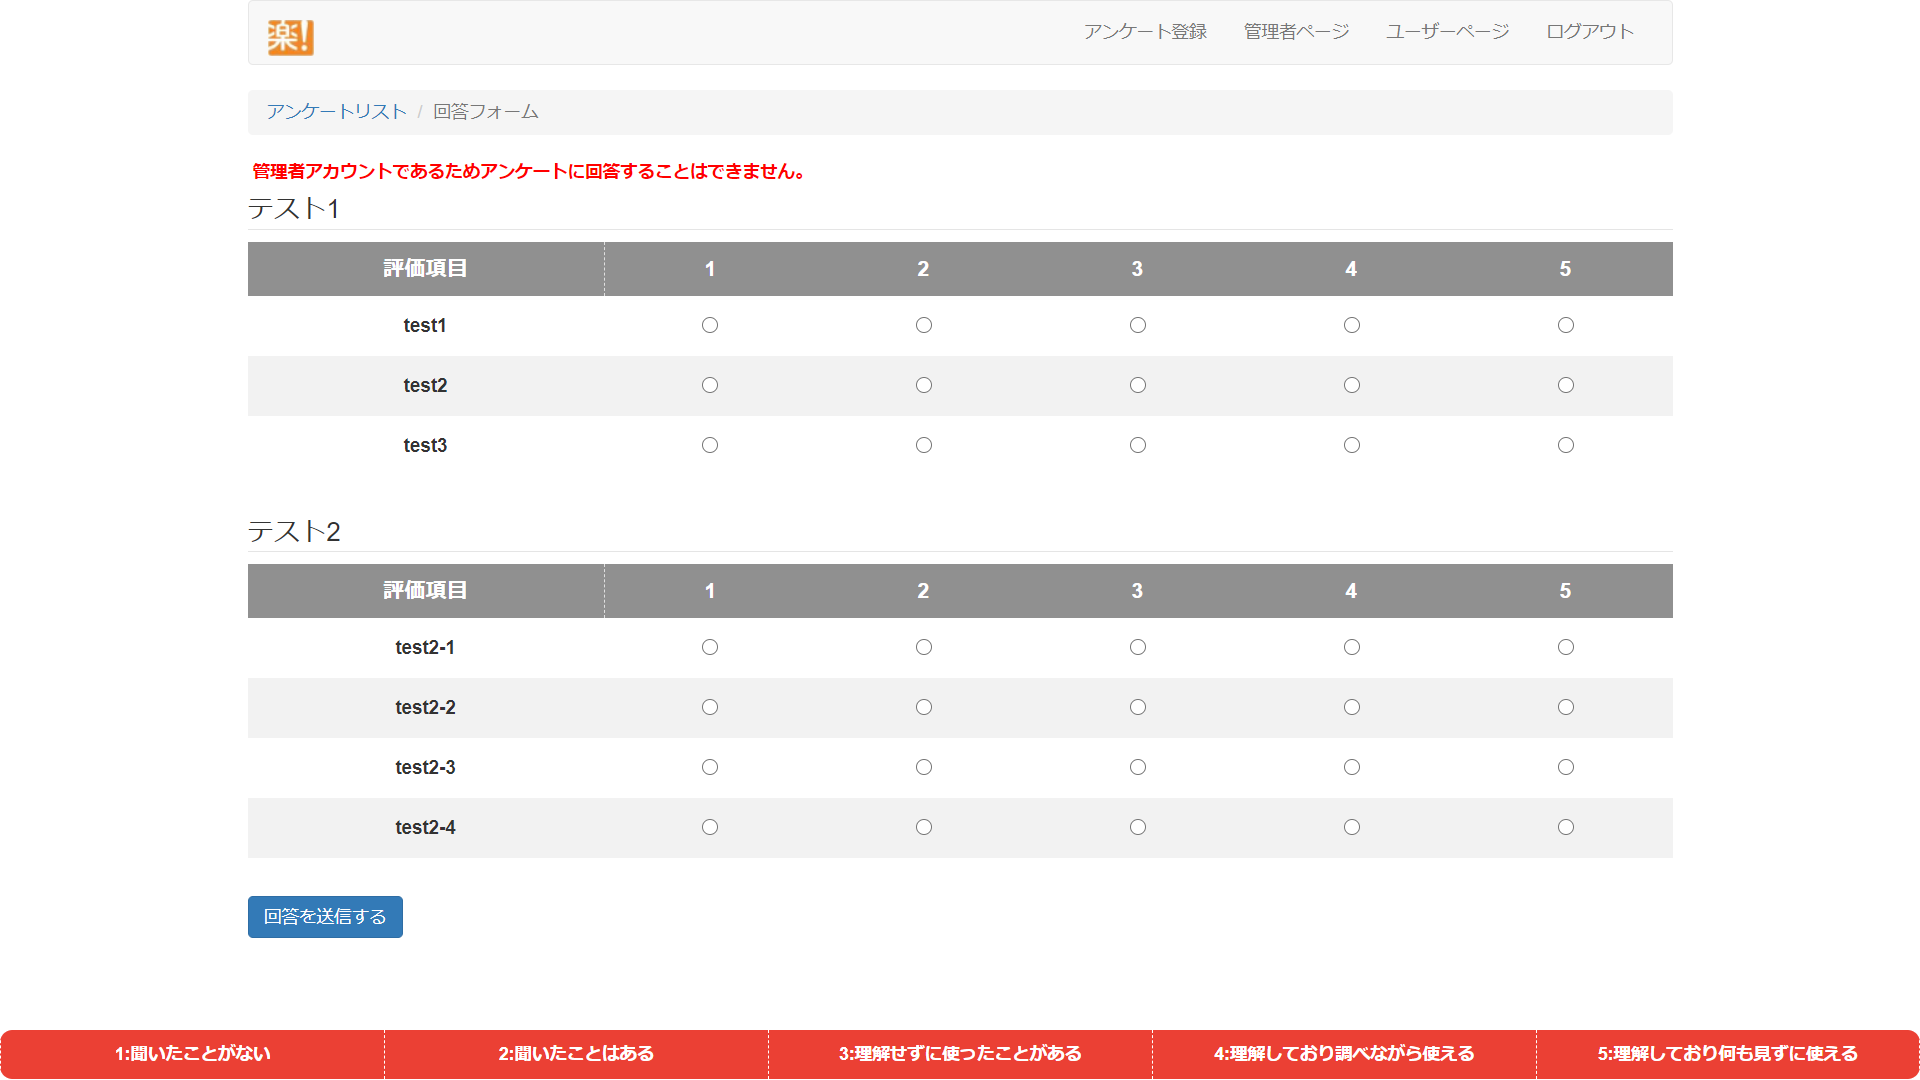 楽!
アンケート登録 管理者ページ ユーザーページ ログアウト
アンケートリスト / 回答フォーム
管理者アカウントであるためアンケートに回答することはできません。
テスト1
評価項目 1 2 3 4 5
test1
test2
test3
テスト2
評価項目 1 2 3 4 5
test2-1
test2-2
test2-3
test2-4
回答を送信する
1:聞いたことがない 2:聞いたことはある 3:理解せずに使ったことがある 4:理解しており調べながら使える 5:理解しており何も見ずに使える